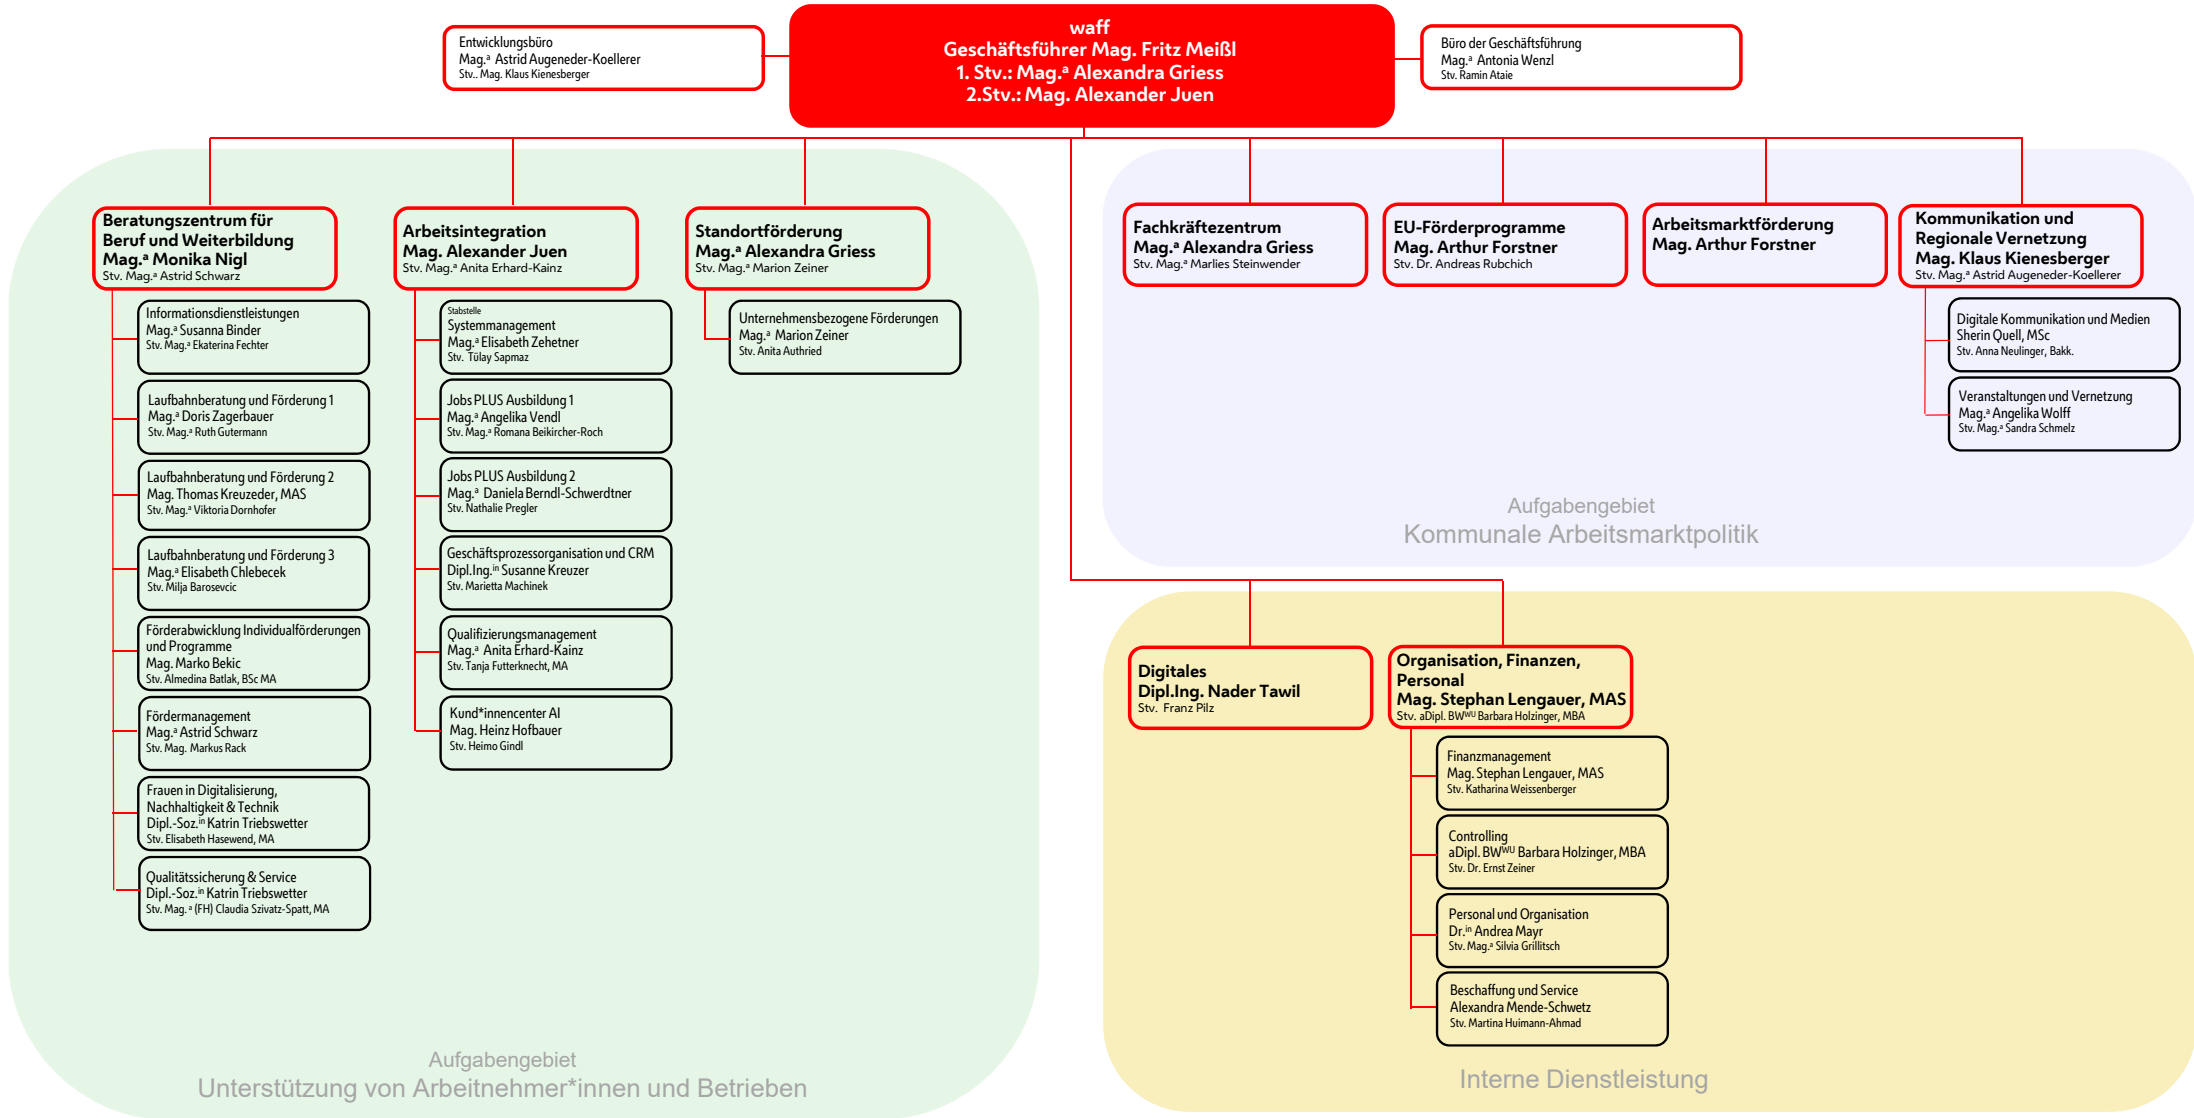 waff
Geschäftsführer Mag. Fritz Meißl
1. Stv.: Mag.ª Alexandra Griess
2.Stv.: Mag. Alexander Juen
Entwicklungsbüro
Mag.ª Astrid Augeneder-Koellerer
Stv.. Mag. Klaus Kienesberger
Büro der Geschäftsführung
Mag.ª Antonia Wenzl
Stv. Ramin Ataie
Beratungszentrum für
Beruf und Weiterbildung
Mag.ª Monika Nigl
Stv. Mag.ª Astrid Schwarz
Informationsdienstleistungen
Mag.ª Susanna Binder
Stv. Mag.ª Ekaterina Fechter
Laufbahnberatung und Förderung 1
Mag.ª Doris Zagerbauer
Stv. Mag.ª Ruth Gutermann
Laufbahnberatung und Förderung 2
Mag. Thomas Kreuzeder, MAS
Stv. Mag.ª Viktoria Dornhofer
Laufbahnberatung und Förderung 3
Mag.ª Elisabeth Chlebecek
Stv. Milja Barosevcic
Förderabwicklung Individualförderungen
und Programme
Mag. Marko Bekic
Stv. Almedina Batlak, BSc MA
Fördermanagement
Mag.ª Astrid Schwarz
Stv. Mag. Markus Rack
Frauen in Digitalisierung,
Nachhaltigkeit & Technik
Dipl.-Soz.ⁱⁿ Katrin Triebswetter
Stv. Elisabeth Hasewend, MA
Qualitätssicherung & Service
Dipl.-Soz.ⁱⁿ Katrin Triebswetter
Stv. Mag. ª (FH) Claudia Szivatz-Spatt, MA
Arbeitsintegration
Mag. Alexander Juen
Stv. Mag.ª Anita Erhard-Kainz
Stabstelle
Systemmanagement
Mag.ª Elisabeth Zehetner
Stv. Tülay Sapmaz
Jobs PLUS Ausbildung 1
Mag.ª Angelika Vendl
Stv. Mag.ª Romana Beikircher-Roch
Jobs PLUS Ausbildung 2
Mag.ª Daniela Berndl-Schwerdtner
Stv. Nathalie Pregler
Geschäftsprozessorganisation und CRM
Dipl.Ing.ⁱⁿ Susanne Kreuzer
Stv. Marietta Machinek
Qualifizierungsmanagement
Mag.ª Anita Erhard-Kainz
Stv. Tanja Futterknecht, MA
Kund*innencenter AI
Mag. Heinz Hofbauer
Stv. Heimo Gindl
Standortförderung
Mag.ª Alexandra Griess
Stv. Mag.ª Marion Zeiner
Unternehmensbezogene Förderungen
Mag.ª Marion Zeiner
Stv. Anita Authried
Aufgabengebiet
Unterstützung von Arbeitnehmer*innen und Betrieben
Fachkräftezentrum
Mag.ª Alexandra Griess
Stv. Mag.ª Marlies Steinwender
EU-Förderprogramme
Mag. Arthur Forstner
Stv. Dr. Andreas Rubchich
Arbeitsmarktförderung
Mag. Arthur Forstner
Kommunikation und
Regionale Vernetzung
Mag. Klaus Kienesberger
Stv. Mag.ª Astrid Augeneder-Koellerer
Digitale Kommunikation und Medien
Sherin Quell, MSc
Stv. Anna Neulinger, Bakk.
Veranstaltungen und Vernetzung
Mag.ª Angelika Wolff
Stv. Mag.ª Sandra Schmelz
Aufgabengebiet
Kommunale Arbeitsmarktpolitik
Digitales
Dipl.Ing. Nader Tawil
Stv. Franz Pilz
Organisation, Finanzen,
Personal
Mag. Stephan Lengauer, MAS
Stv. aDipl. BWᵂᵁ Barbara Holzinger, MBA
Finanzmanagement
Mag. Stephan Lengauer, MAS
Stv. Katharina Weissenberger
Controlling
aDipl. BWᵂᵁ Barbara Holzinger, MBA
Stv. Dr. Ernst Zeiner
Personal und Organisation
Dr.ⁱⁿ Andrea Mayr
Stv. Mag.ª Silvia Grillitsch
Beschaffung und Service
Alexandra Mende-Schwetz
Stv. Martina Huimann-Ahmad
Interne Dienstleistung